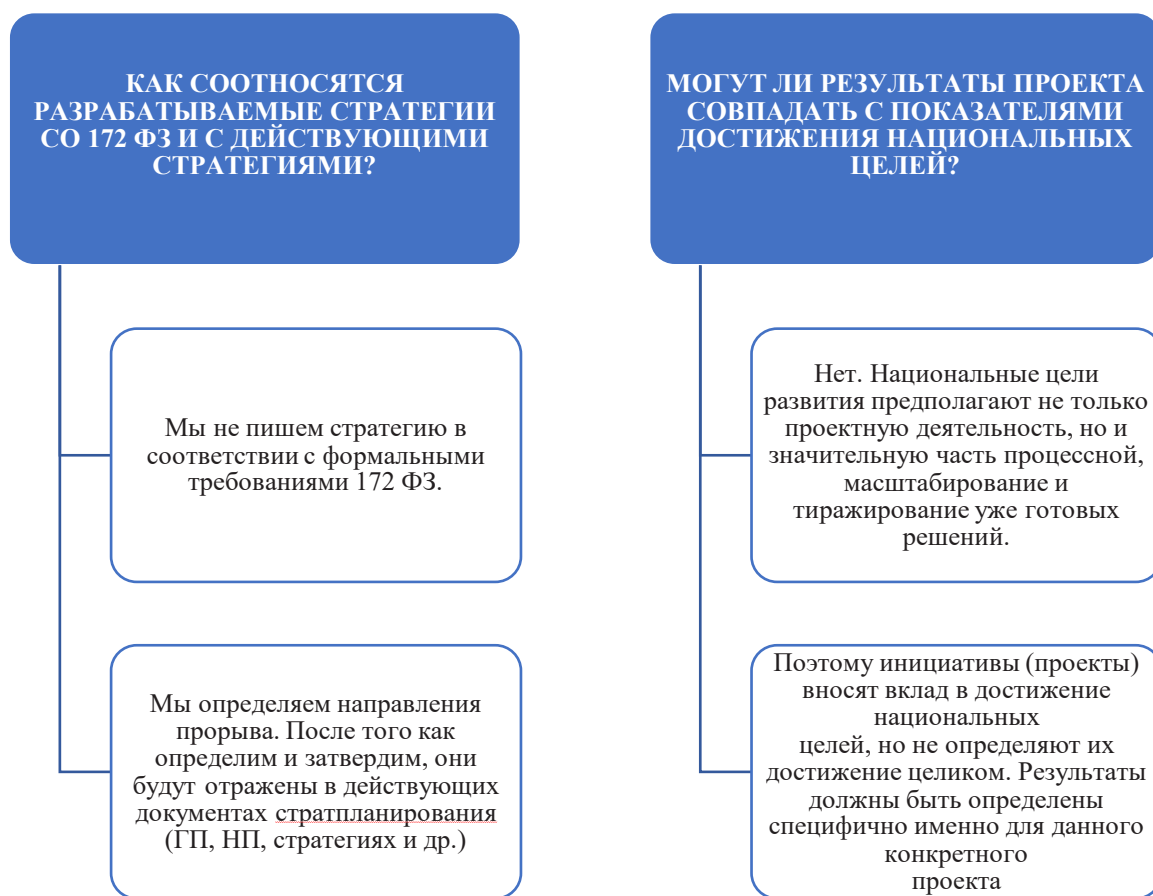 КАК СООТНОСЯТСЯ
РАЗРАБАТЫВАЕМЫЕ СТРАТЕГИИ
СО 172 ФЗ И С ДЕЙСТВУЮЩИМИ
СТРАТЕГИЯМИ?
Мы не пишем стратегию в
соответствии с формальными
требованиями 172 ФЗ.
Мы определяем направления
прорыва. После того как
определим и затвердим, они
будут отражены в действующих
документах стратпланирования
(ГП, НП, стратегиях и др.)
МОГУТ ЛИ РЕЗУЛЬТАТЫ ПРОЕКТА
СОВПАДАТЬ С ПОКАЗАТЕЛЯМИ
ДОСТИЖЕНИЯ НАЦИОНАЛЬНЫХ
ЦЕЛЕЙ?
Нет. Национальные цели
развития предполагают не только
проектную деятельность, но и
значительную часть процессной,
масштабирование и
тиражирование уже готовых
решений.
Поэтому инициативы (проекты)
вносят вклад в достижение
национальных
целей, но не определяют их
достижение целиком. Результаты
должны быть определены
специфично именно для данного
конкретного
проекта